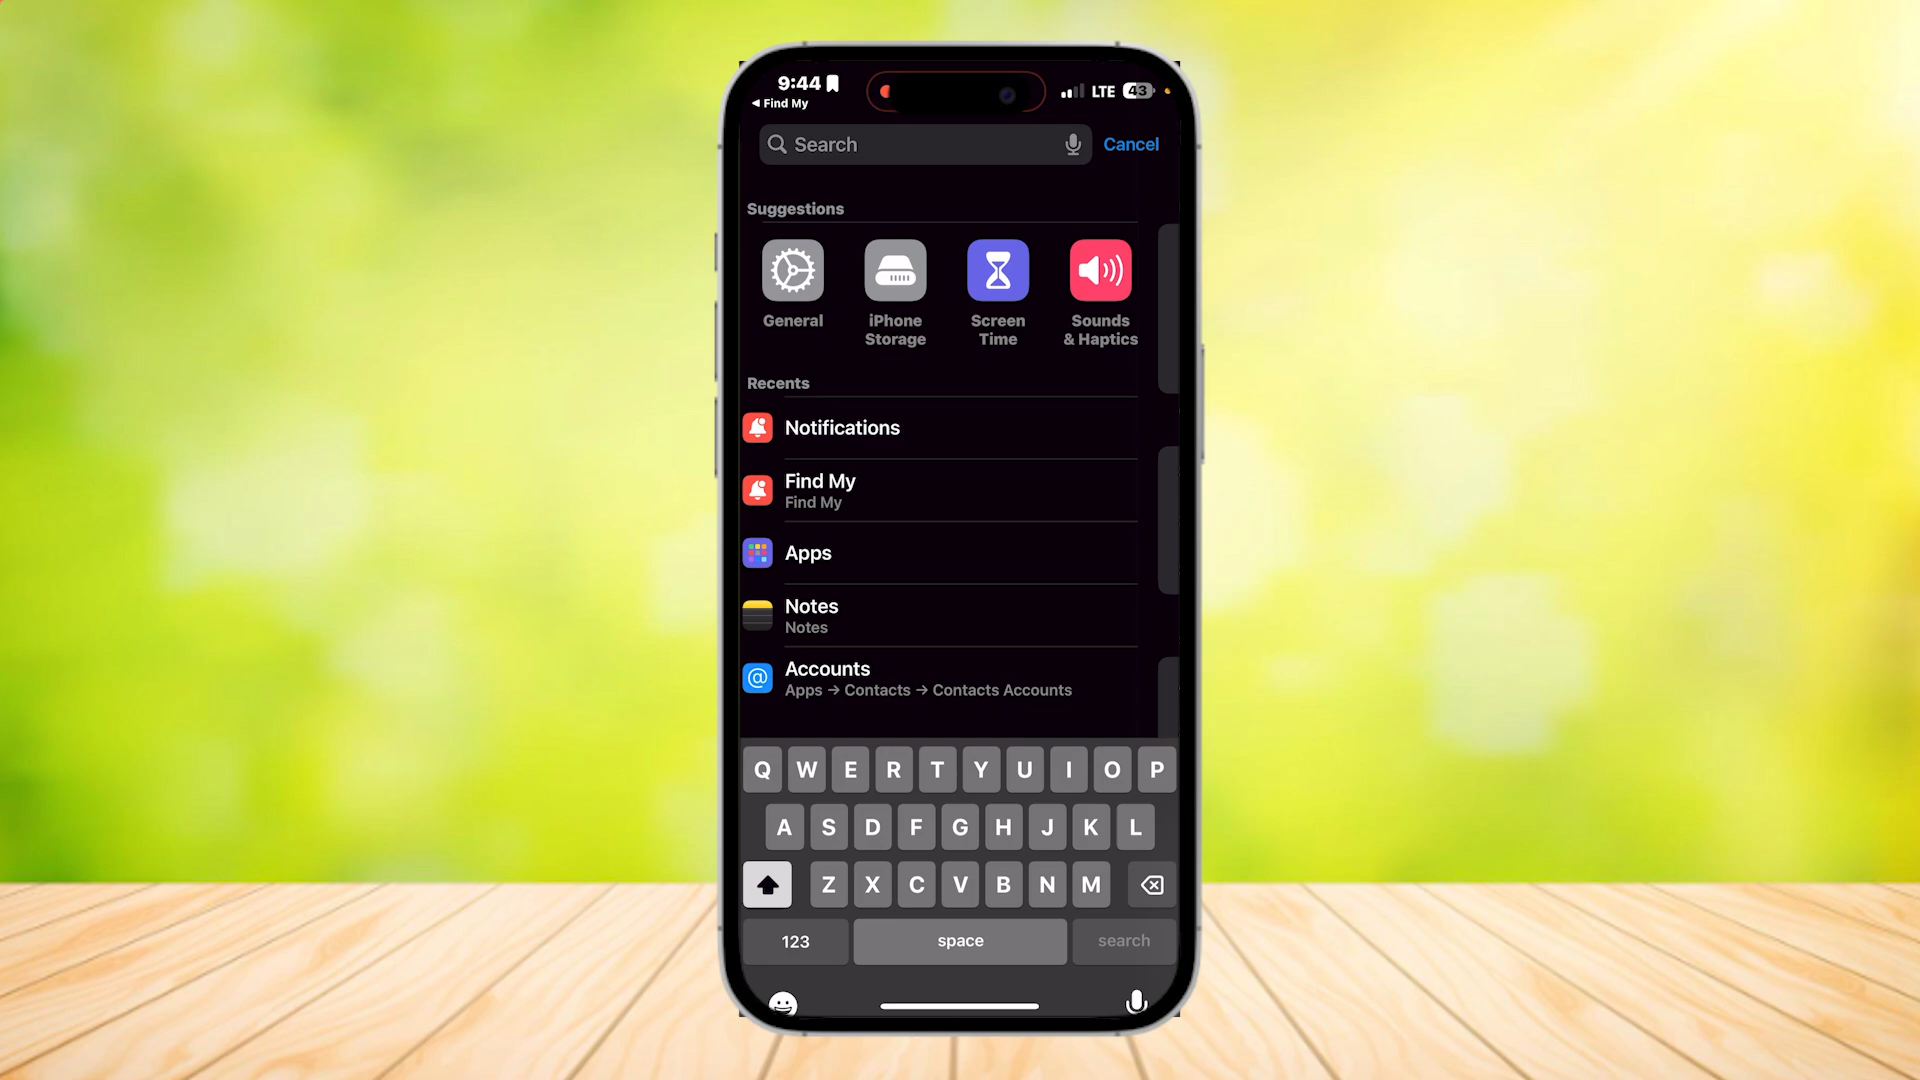 9:44
LTE 43
◀ Find My
Search
Cancel
Suggestions
General
iPhone
Storage
Screen
Time
Sounds
& Haptics
Recents
Notifications
Find My
Find My
Apps
Notes
Notes
Accounts
Apps → Contacts → Contacts Accounts
Q W E R T Y U I O P
A S D F G H J K L
Z X C V B N M
123 space search